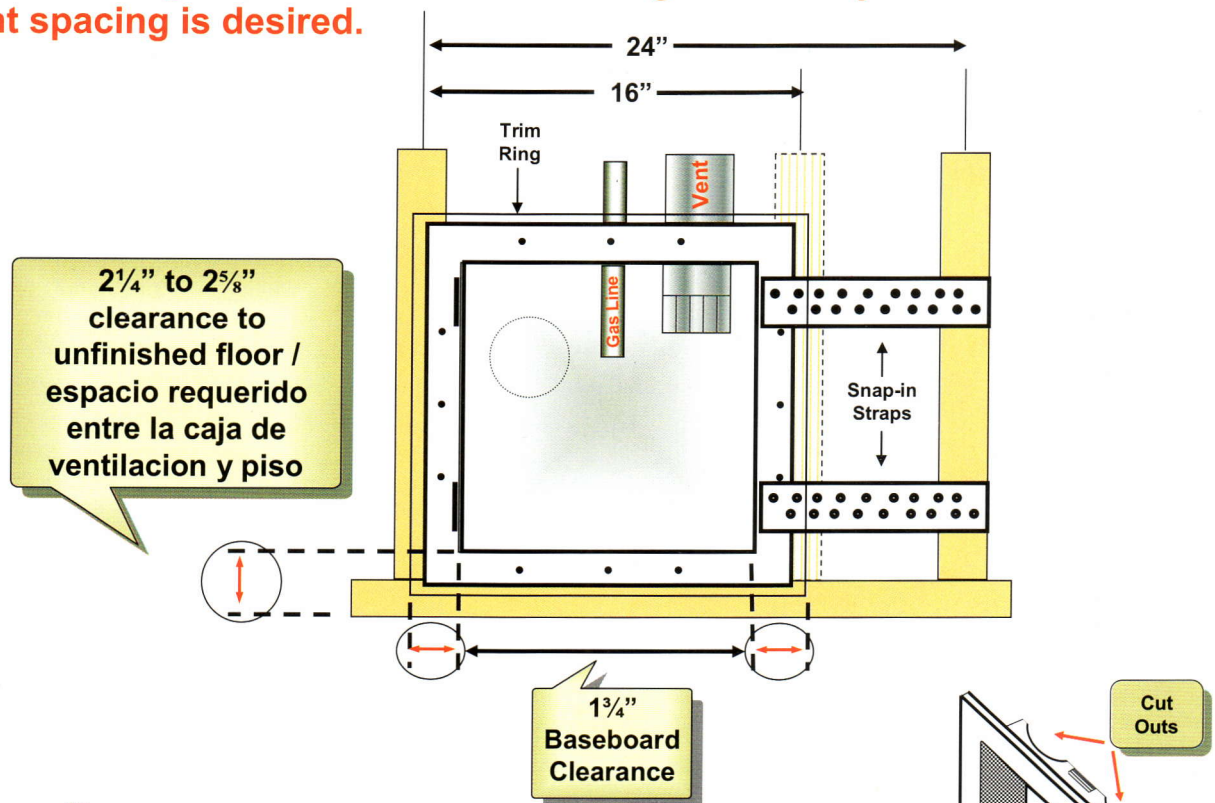 nt spacing is desired.
24”
16”
Trim
Ring
Vent
Gas Line
2¼” to 2⅝”
clearance to
unfinished floor /
espacio requerido
entre la caja de
ventilacion y piso
Snap-in
Straps
1¾”
Baseboard
Clearance
Cut
Outs